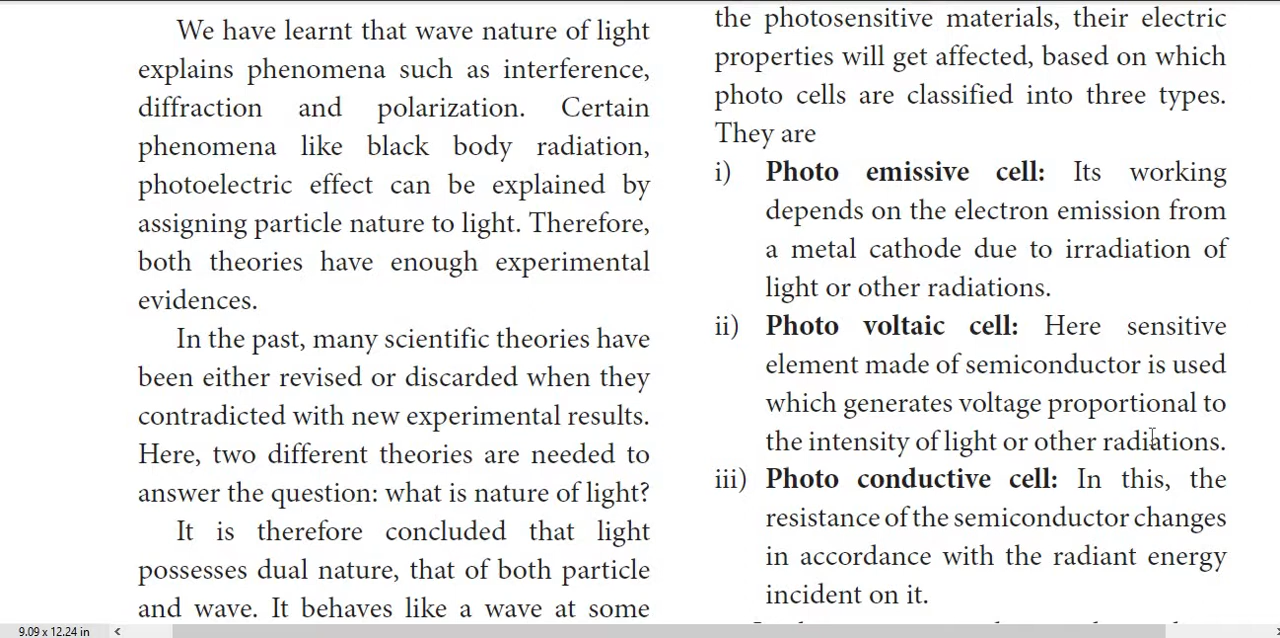 We have learnt that wave nature of light
explains phenomena such as interference,
diffraction and polarization. Certain
phenomena like black body radiation,
photoelectric effect can be explained by
assigning particle nature to light. Therefore,
both theories have enough experimental
evidences.
In the past, many scientific theories have
been either revised or discarded when they
contradicted with new experimental results.
Here, two different theories are needed to
answer the question: what is nature of light?
It is therefore concluded that light
possesses dual nature, that of both particle
and wave. It behaves like a wave at some
the photosensitive materials, their electric
properties will get affected, based on which
photo cells are classified into three types.
They are
i) Photo emissive cell: Its working
depends on the electron emission from
a metal cathode due to irradiation of
light or other radiations.
ii) Photo voltaic cell: Here sensitive
element made of semiconductor is used
which generates voltage proportional to
the intensity of light or other radiations.
iii) Photo conductive cell: In this, the
resistance of the semiconductor changes
in accordance with the radiant energy
incident on it.
9.09 x 12.24 in